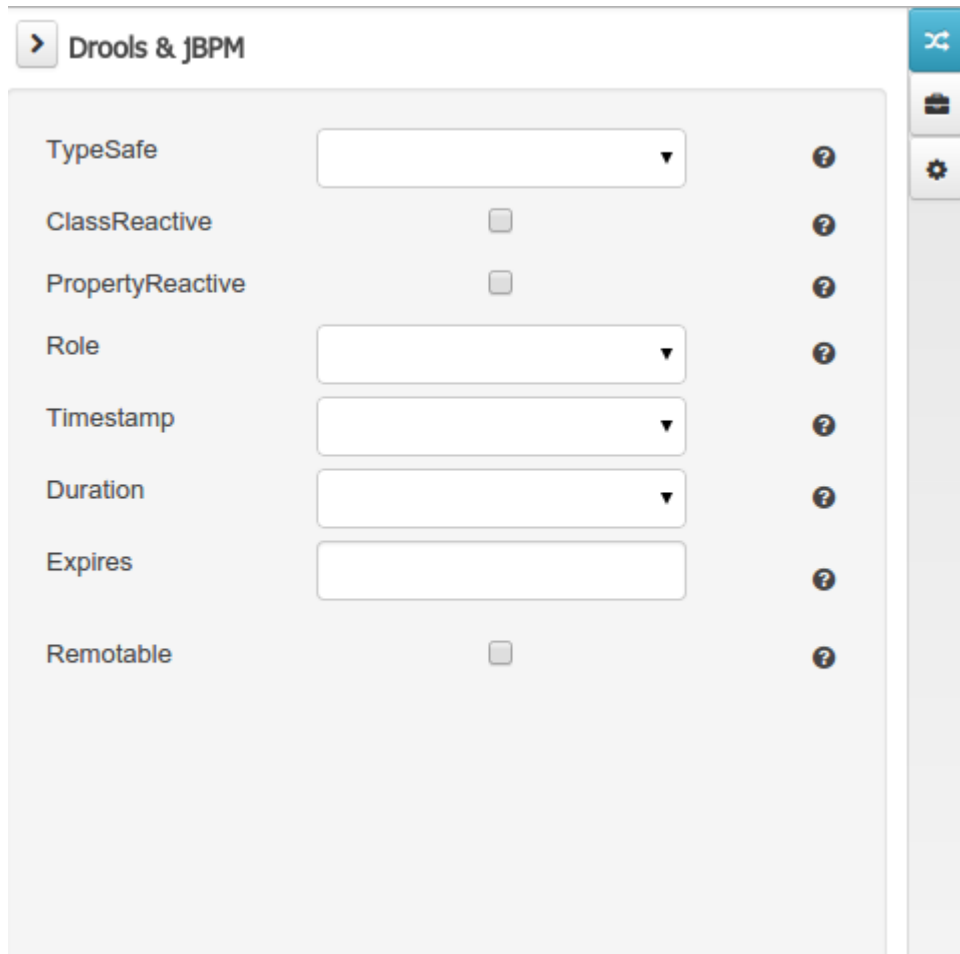 Drools & jBPM
TypeSafe
ClassReactive
PropertyReactive
Role
Timestamp
Duration
Expires
Remotable